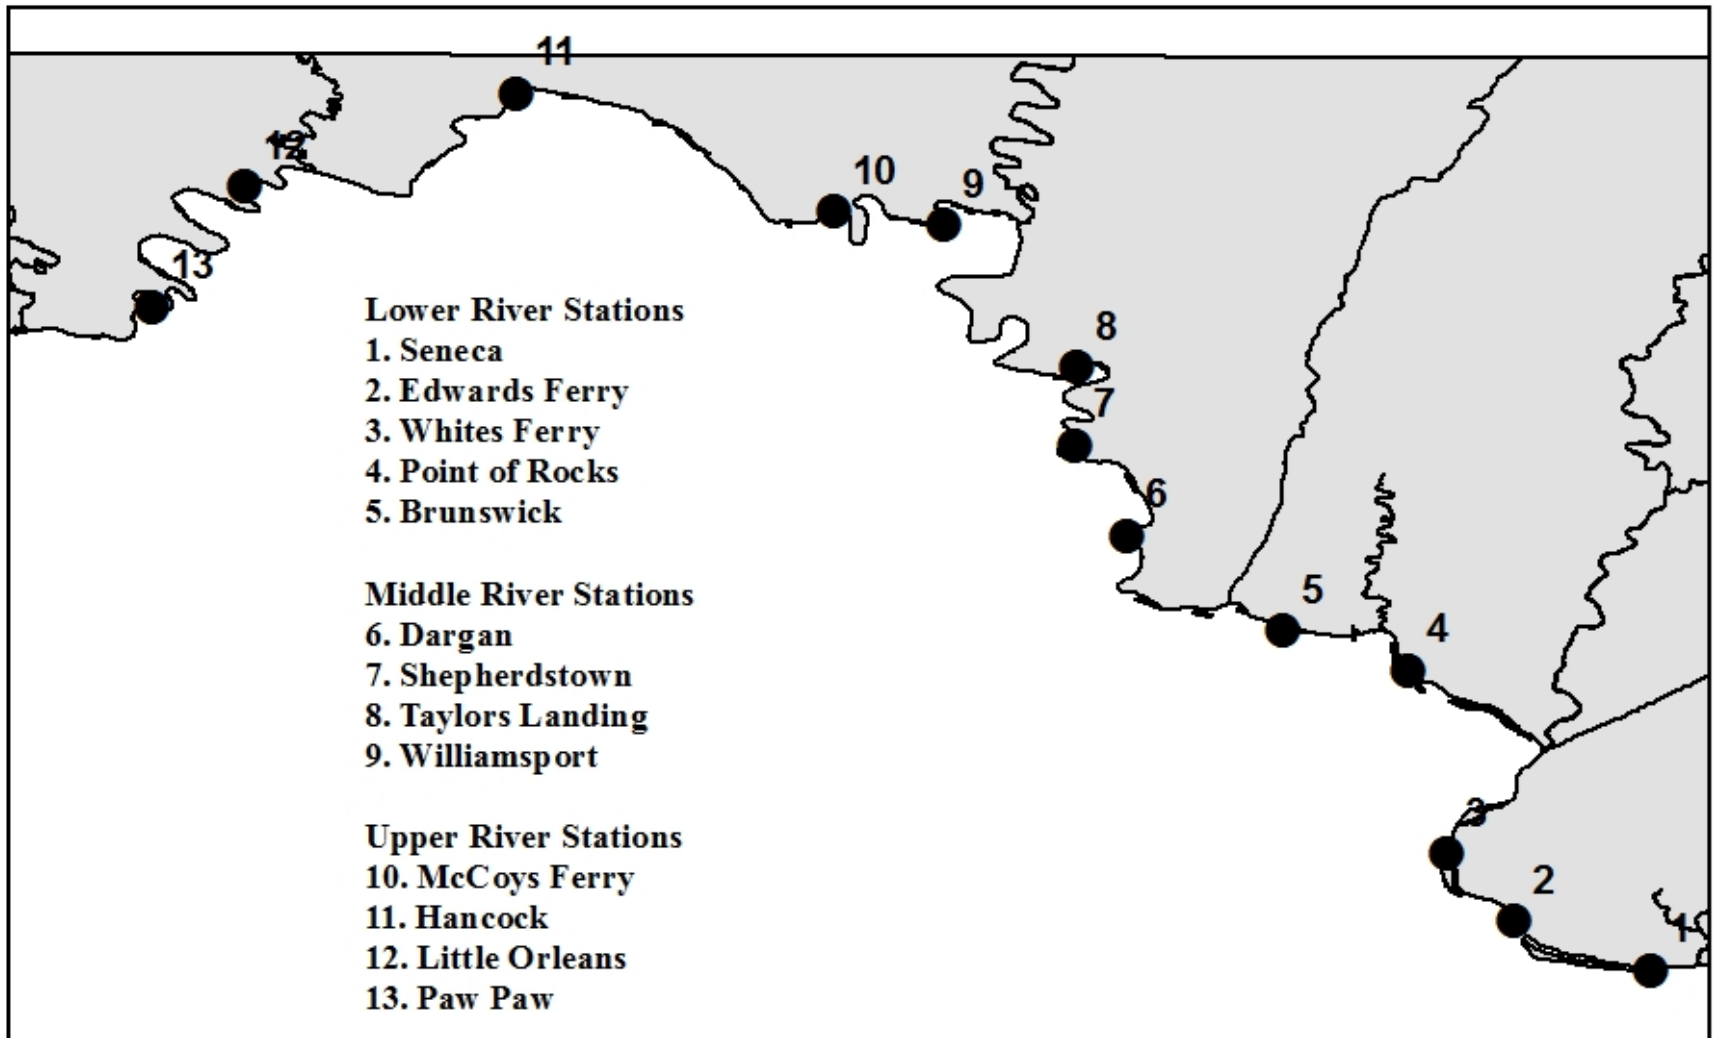 11
12
10
9
13
8
7
6
5
4
3
2
1
Lower River Stations
1. Seneca
2. Edwards Ferry
3. Whites Ferry
4. Point of Rocks
5. Brunswick
Middle River Stations
6. Dargan
7. Shepherdstown
8. Taylors Landing
9. Williamsport
Upper River Stations
10. McCoys Ferry
11. Hancock
12. Little Orleans
13. Paw Paw